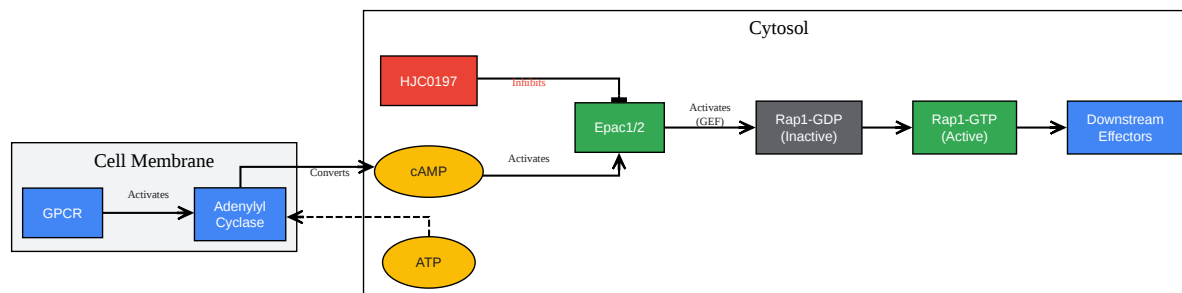 Cytosol
HJC0197
Inhibits
Epac1/2
Activates
(GEF)
Rap1-GDP
(Inactive)
Rap1-GTP
(Active)
Downstream
Effectors
Cell Membrane
GPCR
Activates
Adenylyl
Cyclase
Converts
cAMP
Activates
ATP